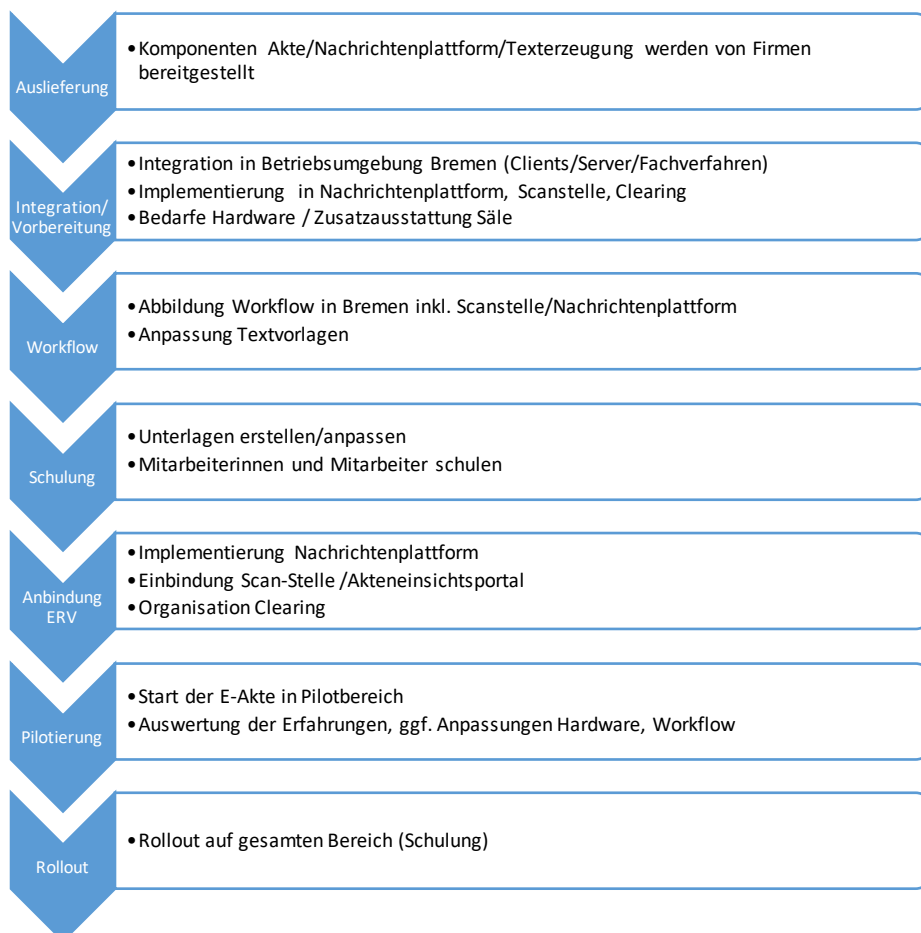 Auslieferung
•Komponenten Akte/Nachrichtenplattform/Texterzeugung werden von Firmen
bereitgestellt
Integration/
Vorbereitung
•Integration in Betriebsumgebung Bremen (Clients/Server/Fachverfahren)
•Implementierung in Nachrichtenplattform, Scanstelle, Clearing
•Bedarfe Hardware / Zusatzausstattung Säle
Workflow
•Abbildung Workflow in Bremen inkl. Scanstelle/Nachrichtenplattform
•Anpassung Textvorlagen
Schulung
•Unterlagen erstellen/anpassen
•Mitarbeiterinnen und Mitarbeiter schulen
Anbindung
ERV
•Implementierung Nachrichtenplattform
•Einbindung Scan-Stelle /Akteneinsichtsportal
•Organisation Clearing
Pilotierung
•Start der E-Akte in Pilotbereich
•Auswertung der Erfahrungen, ggf. Anpassungen Hardware, Workflow
Rollout
•Rollout auf gesamten Bereich (Schulung)